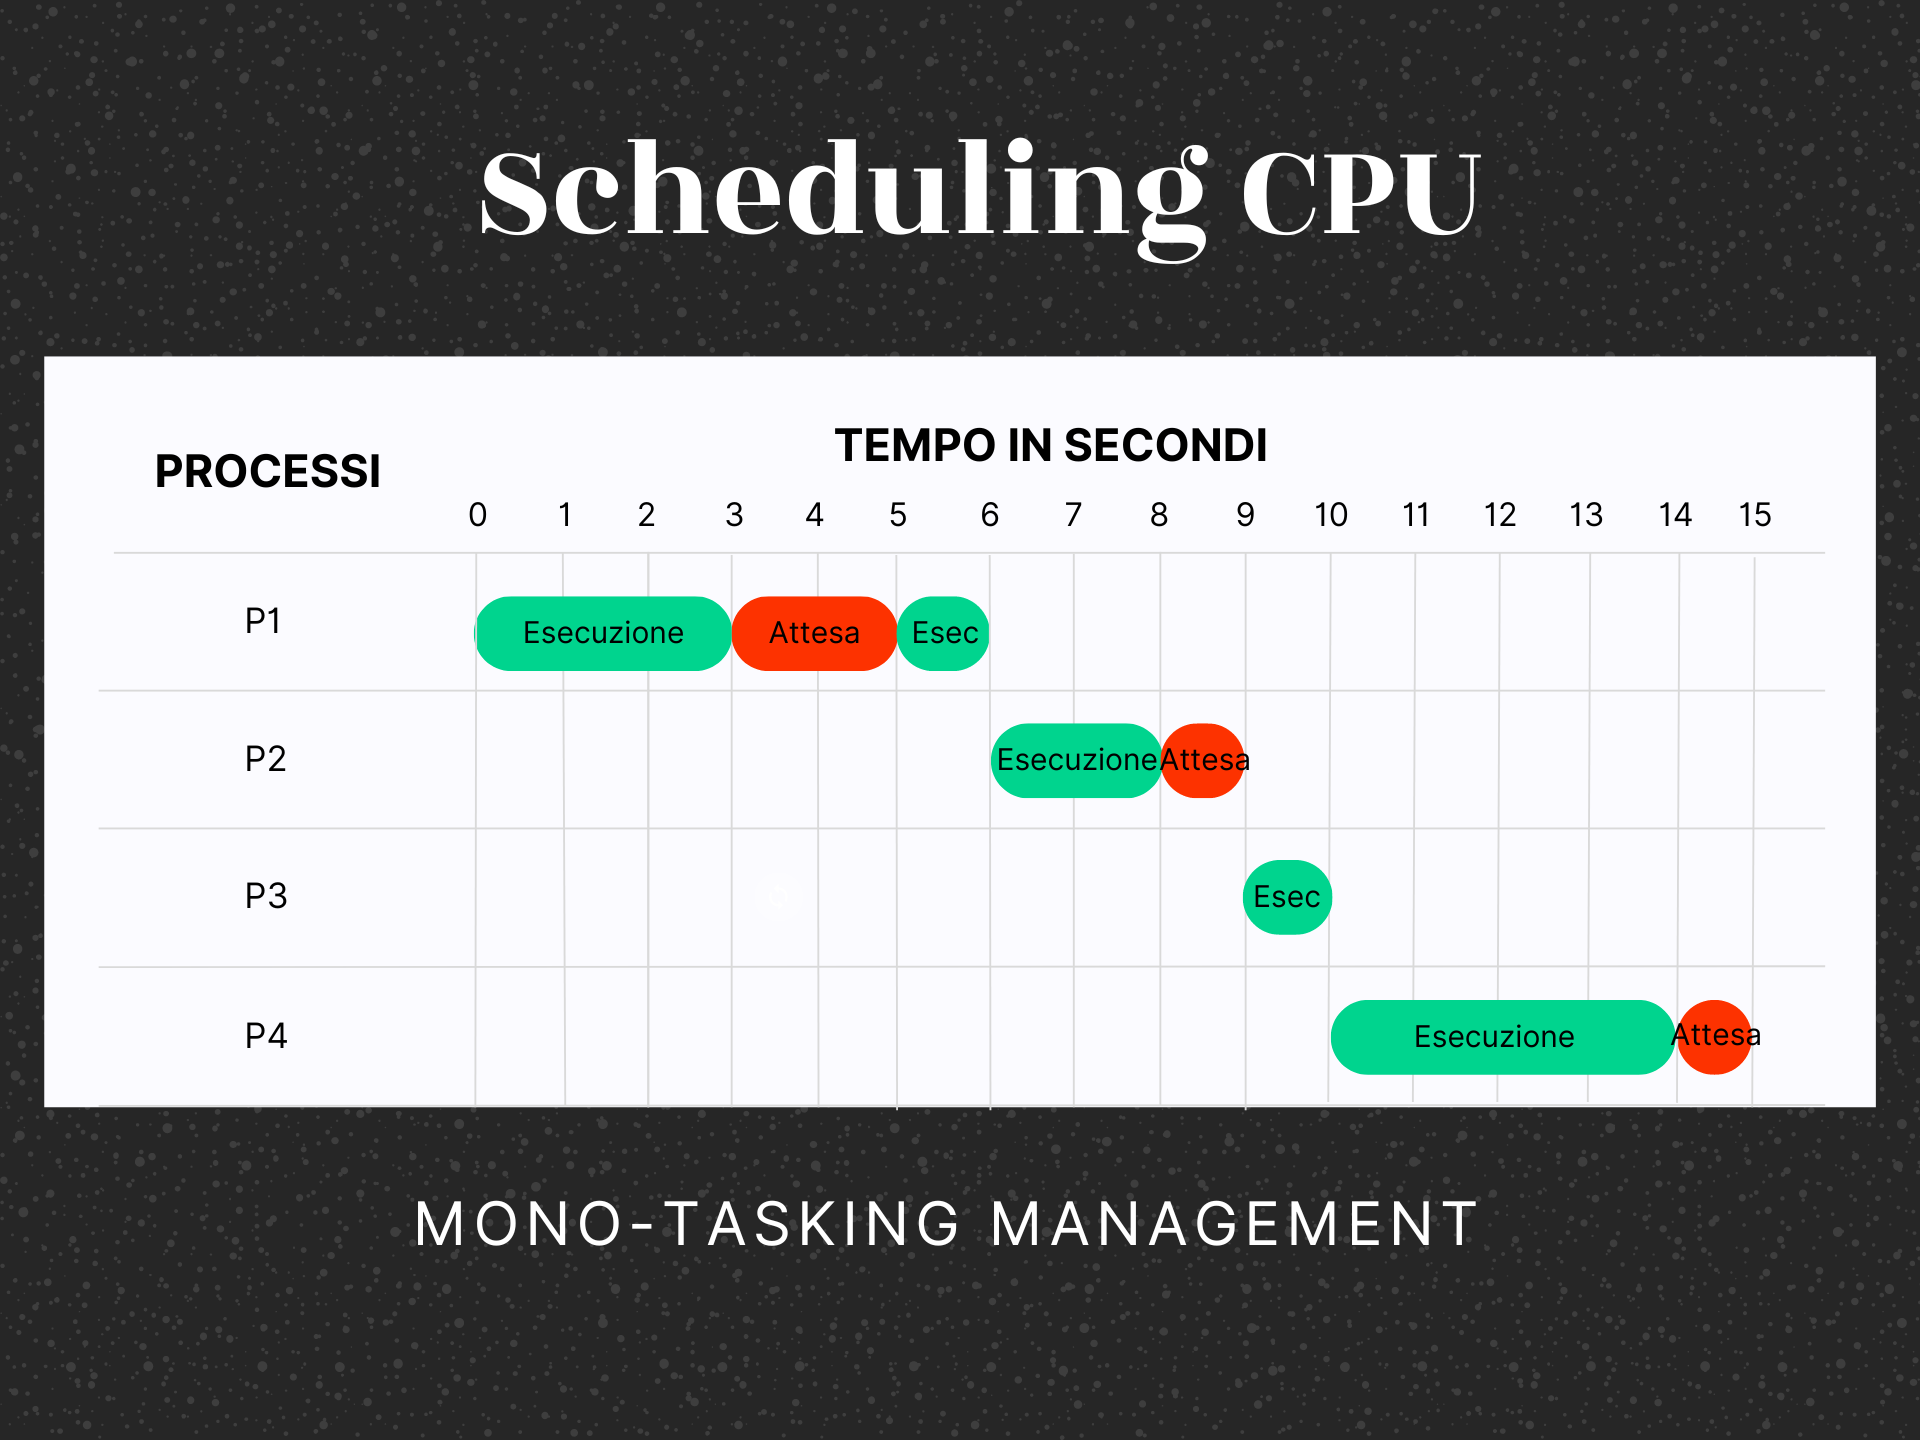 Scheduling CPU
TEMPO IN SECONDI
PROCESSI
0 1 2 3 4 5 6 7 8 9 10 11 12 13 14 15
P1 Esecuzione Attesa Esec
P2 Esecuzione Attesa
P3 Esec
P4 Esecuzione Attesa
MONO-TASKING MANAGEMENT